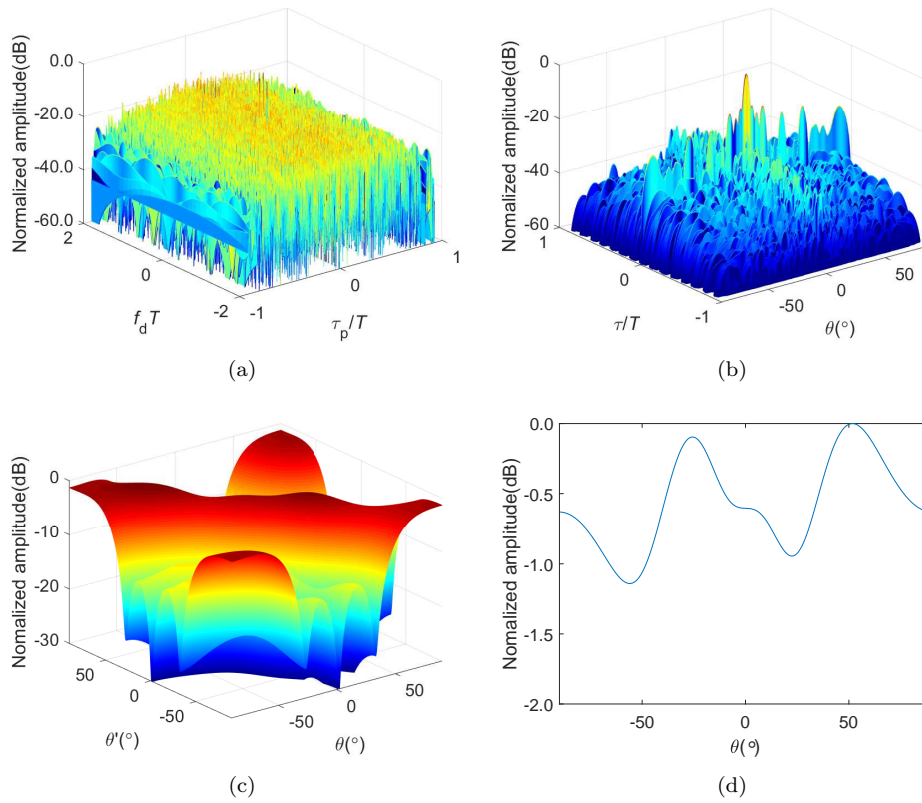 Normalized amplitude(dB)
0.0
-20.0
-40.0
-60.0
2
0
-2
f_d T
-1
0
1
τ_p/T
(a)
Nomalized amplitude(dB)
0
-20
-40
-60
1
0
-1
τ/T
-50
0
50
θ(°)
(b)
Nomalized amplitude(dB)
0
-10
-20
-30
50
0
-50
θ'(°)
-50
0
50
θ(°)
(c)
Nomalized amplitude(dB)
0.0
-0.5
-1.0
-1.5
-2.0
-50
0
50
θ(°)
(d)